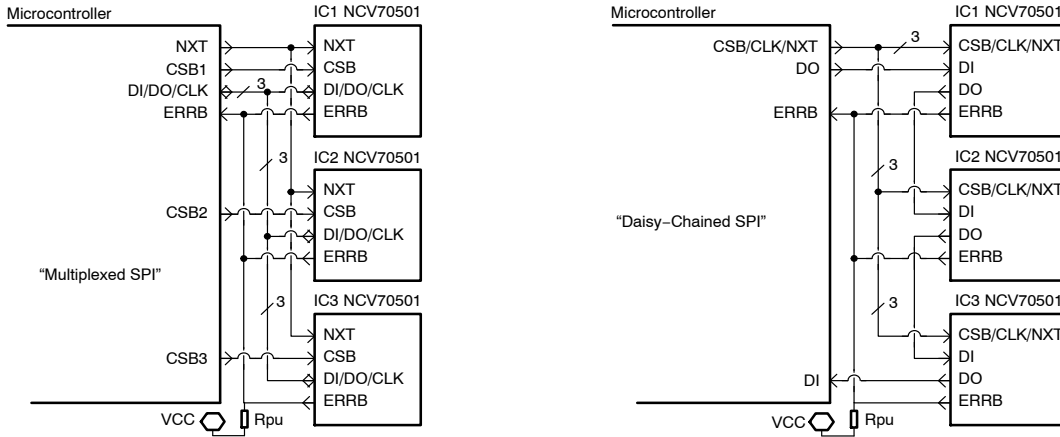 Microcontroller
IC1 NCV70501
NXT
NXT
CSB1
CSB
DI/DO/CLK
3
DI/DO/CLK
ERRB
ERRB
3
IC2 NCV70501
NXT
CSB2
CSB
DI/DO/CLK
ERRB
“Multiplexed SPI”
3
IC3 NCV70501
NXT
CSB3
CSB
DI/DO/CLK
ERRB
VCC
Rpu
Microcontroller
IC1 NCV70501
CSB/CLK/NXT
3
CSB/CLK/NXT
DO
DI
DO
ERRB
ERRB
3
IC2 NCV70501
CSB/CLK/NXT
“Daisy−Chained SPI”
DI
DO
ERRB
3
IC3 NCV70501
CSB/CLK/NXT
DI
DI
DO
ERRB
VCC
Rpu